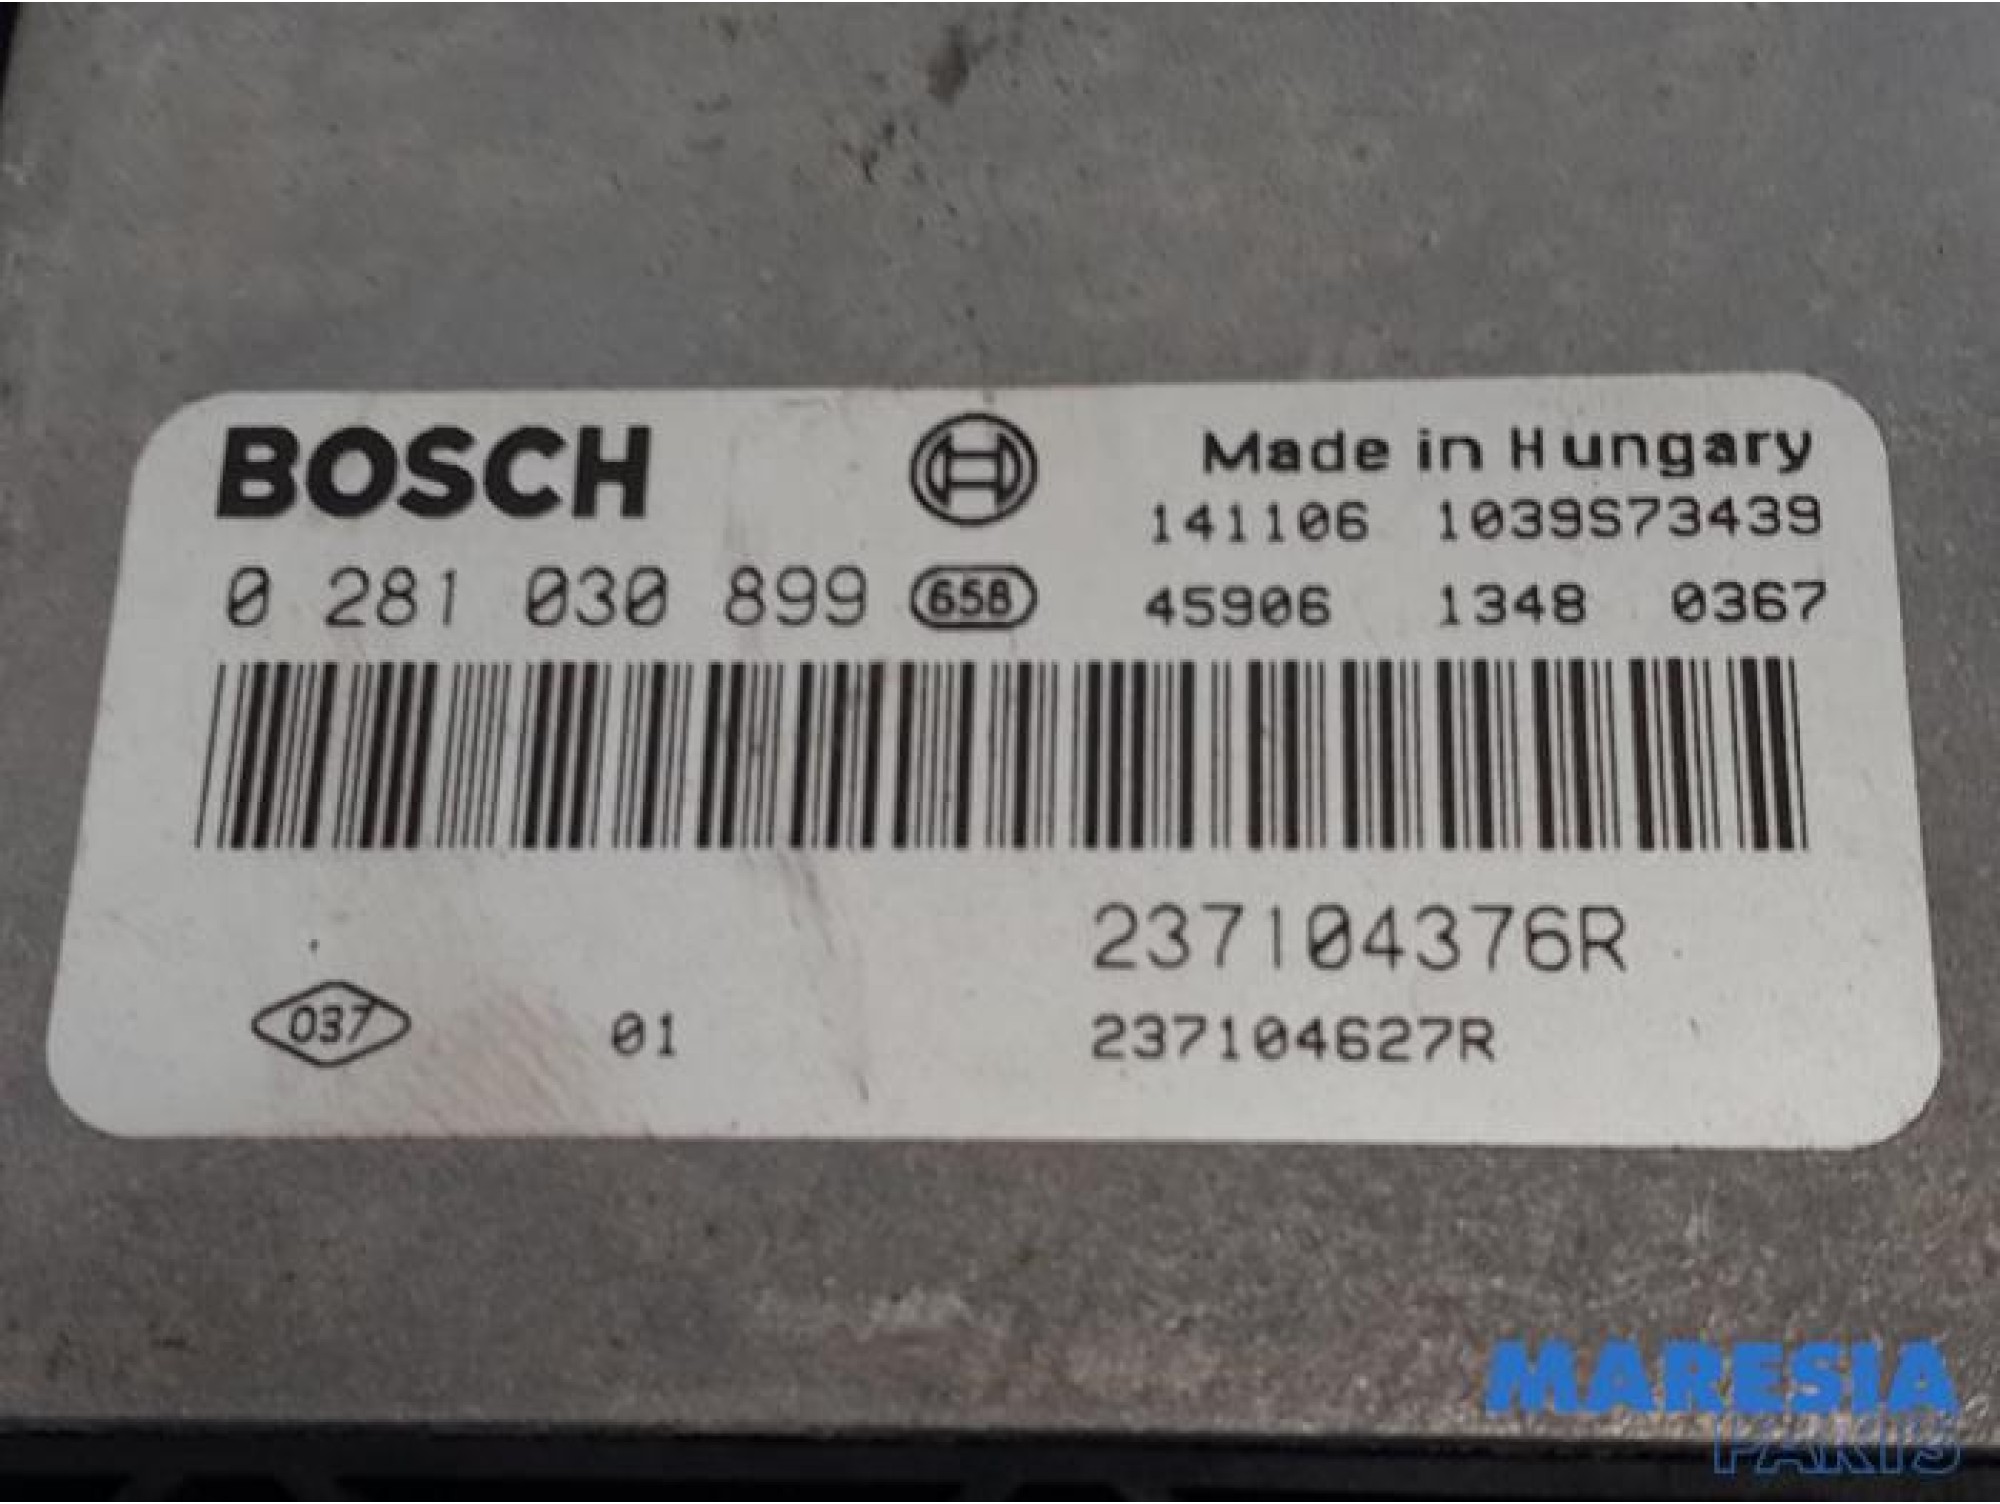 BOSCH
Made in Hungary
141106 1039S73439
0 281 030 899 658 45906 1348 0367
237104376R
037 01 237104627R
MARESIA
PARTS